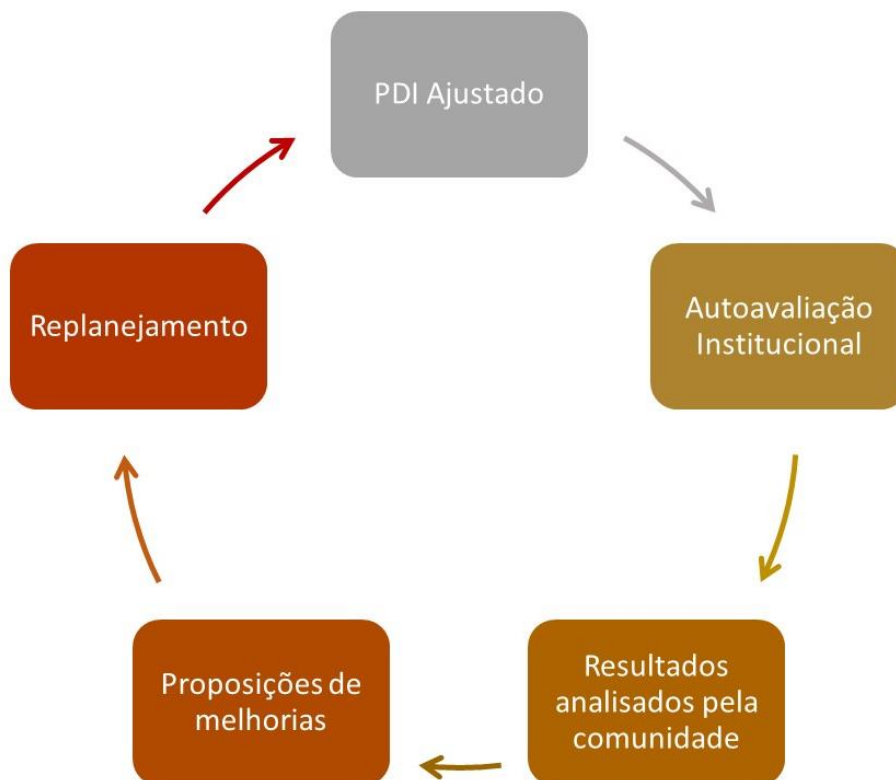 PDI Ajustado
Autoavaliação
Institucional
Resultados
analisados pela
comunidade
Proposições de
melhorias
Replanejamento